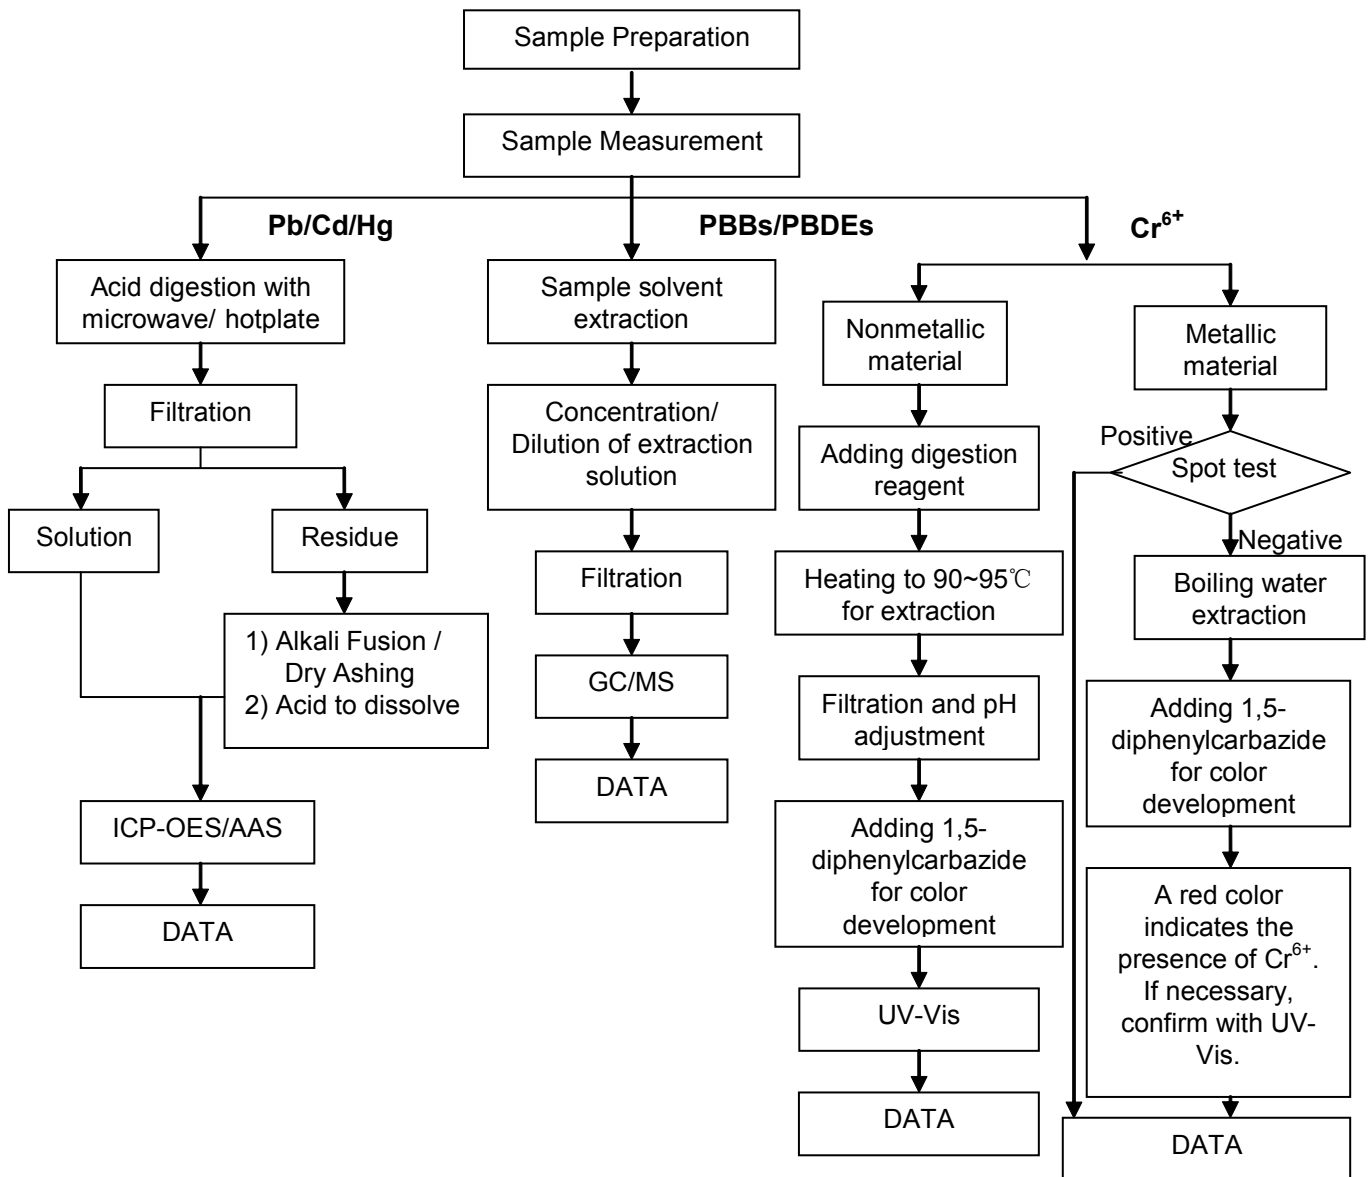 Sample Preparation
Sample Measurement
Pb/Cd/Hg
PBBs/PBDEs
Cr⁶⁺
Acid digestion with
microwave/ hotplate
Filtration
Solution
Residue
1) Alkali Fusion /
Dry Ashing
2) Acid to dissolve
ICP-OES/AAS
DATA
Sample solvent
extraction
Concentration/
Dilution of extraction
solution
Filtration
GC/MS
DATA
Nonmetallic
material
Adding digestion
reagent
Heating to 90~95℃
for extraction
Filtration and pH
adjustment
Adding 1,5-
diphenylcarbazide
for color
development
UV-Vis
DATA
Metallic
material
Positive
Spot test
Negative
Boiling water
extraction
Adding 1,5-
diphenylcarbazide
for color
development
A red color
indicates the
presence of Cr⁶⁺.
If necessary,
confirm with UV-
Vis.
DATA